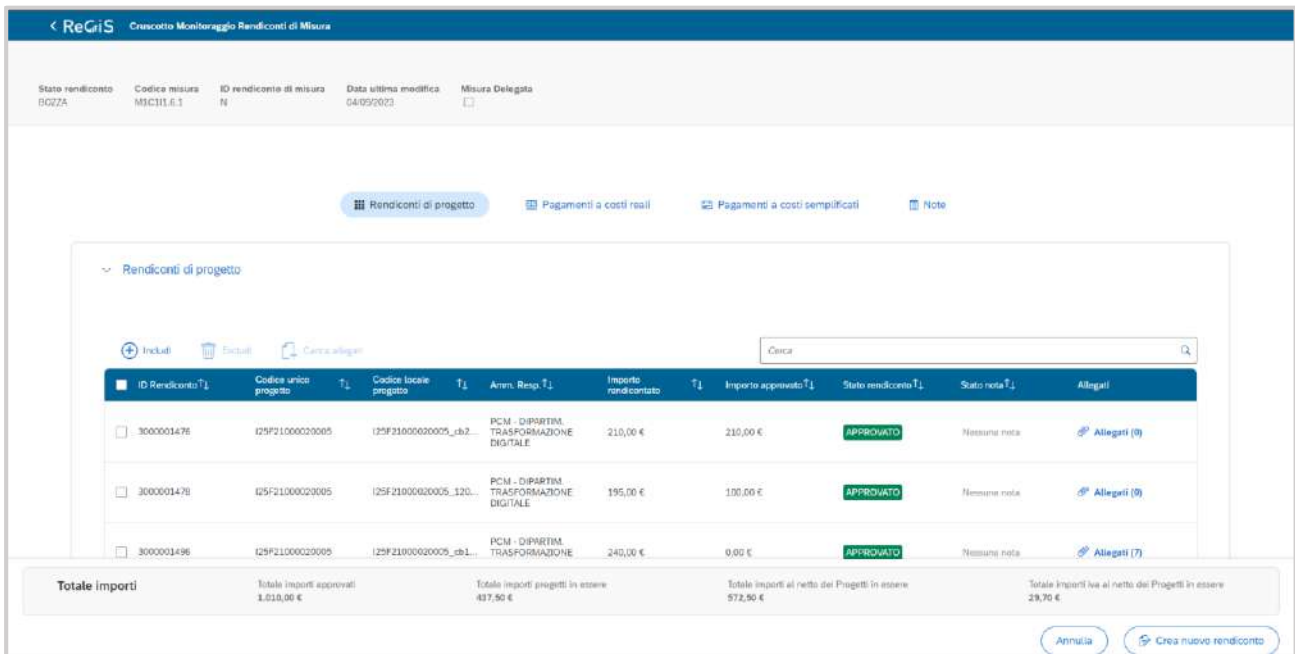 < ReGiS Cruscotto Monitoraggio Rendiconti di Misura
Stato rendiconto Codice misura ID rendiconto di misura Data ultima modifica Misura Delegata
BOZZA M1C1I1.6.1 N 04/05/2023
Rendiconti di progetto Pagamenti a costi reali Pagamenti a costi semplificati Note
Rendiconti di progetto
Includi Escludi Carica allegati Cerca
ID Rendiconto Codice unico progetto Codice locale progetto Amm. Resp. Importo rendicontato Importo approvato Stato rendiconto Stato nota Allegati
3000001476 I25F21000020005 I25F21000020005_cb2... PCM - DIPARTIM. TRASFORMAZIONE DIGITALE 210,00 € 210,00 € APPROVATO Nessuna nota Allegati (0)
3000001478 I25F21000020005 I25F21000020005_120... PCM - DIPARTIM. TRASFORMAZIONE DIGITALE 195,00 € 100,00 € APPROVATO Nessuna nota Allegati (0)
3000001496 I25F21000020005 I25F21000020005_cb1... PCM - DIPARTIM. TRASFORMAZIONE 240,00 € 0,00 € APPROVATO Nessuna nota Allegati (7)
Totale importi Totale importi approvati Totale importi progetti in essere Totale importi al netto dei Progetti in essere Totale importi iva al netto dei Progetti in essere
1.010,00 € 437,50 € 572,50 € 29,70 €
Annulla Crea nuovo rendiconto